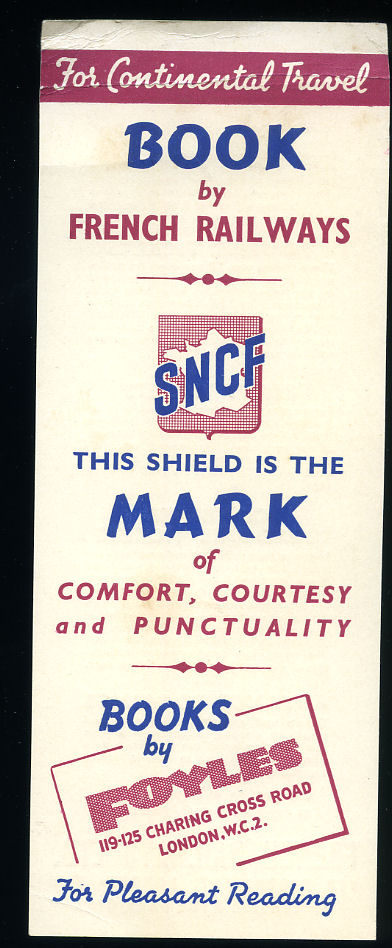 For Continental Travel
BOOK
by
FRENCH RAILWAYS
SNCF
THIS SHIELD IS THE
MARK
of
COMFORT, COURTESY
and PUNCTUALITY
BOOKS
by
FOYLES
119-125 CHARING CROSS ROAD
LONDON, W.C.2.
For Pleasant Reading